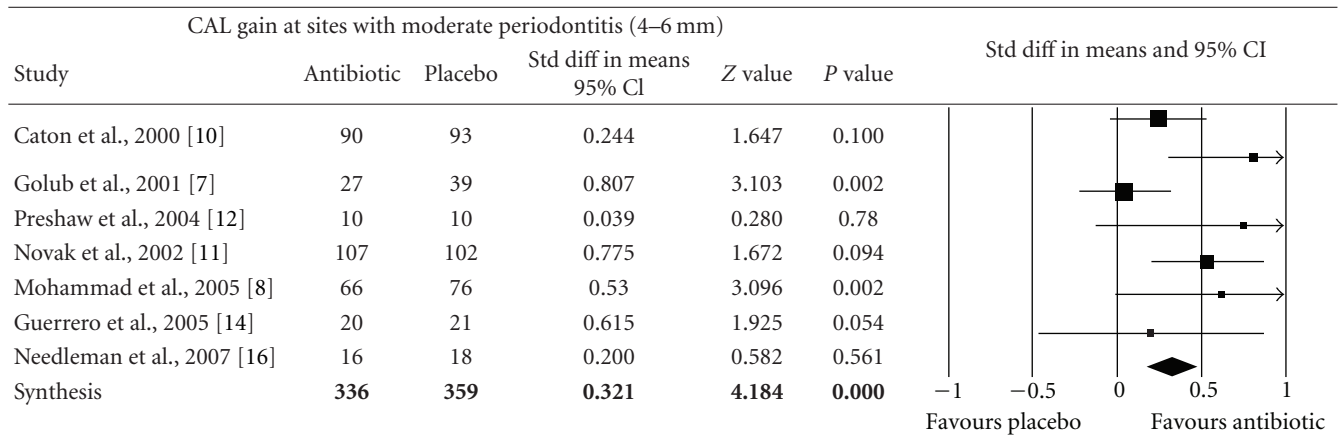 CAL gain at sites with moderate periodontitis (4–6 mm)
Study Antibiotic Placebo Std diff in means 95% Cl Z value P value Std diff in means and 95% CI
Caton et al., 2000 [10] 90 93 0.244 1.647 0.100
Golub et al., 2001 [7] 27 39 0.807 3.103 0.002
Preshaw et al., 2004 [12] 10 10 0.039 0.280 0.78
Novak et al., 2002 [11] 107 102 0.775 1.672 0.094
Mohammad et al., 2005 [8] 66 76 0.53 3.096 0.002
Guerrero et al., 2005 [14] 20 21 0.615 1.925 0.054
Needleman et al., 2007 [16] 16 18 0.200 0.582 0.561
Synthesis 336 359 0.321 4.184 0.000
−1 −0.5 0 0.5 1
Favours placebo Favours antibiotic